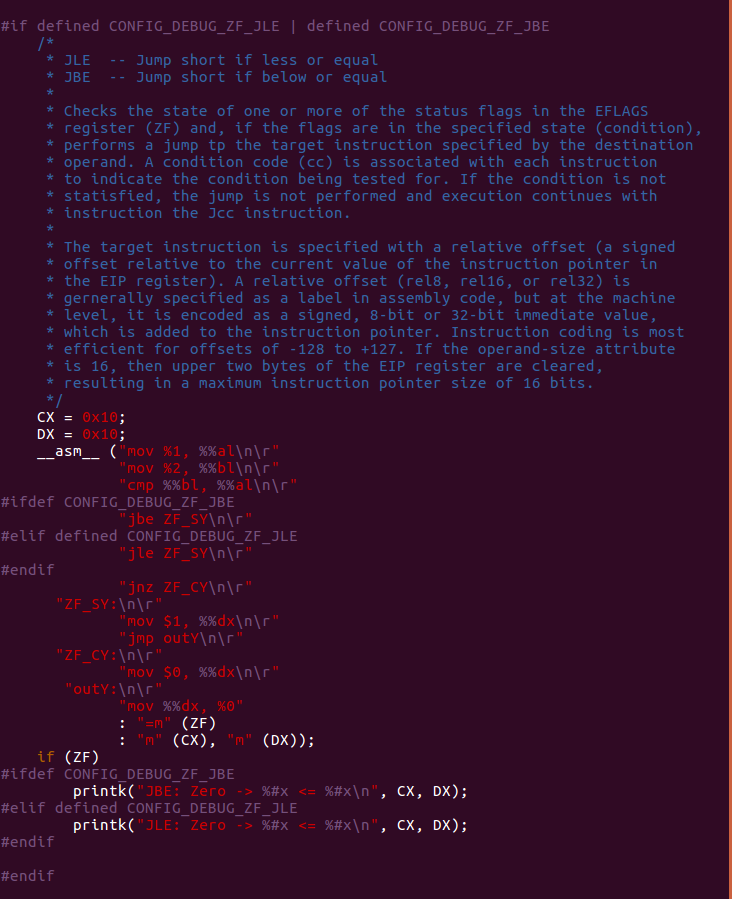 #if defined CONFIG_DEBUG_ZF_JLE | defined CONFIG_DEBUG_ZF_JBE
    /*
     * JLE  -- Jump short if less or equal
     * JBE  -- Jump short if below or equal
     *
     * Checks the state of one or more of the status flags in the EFLAGS
     * register (ZF) and, if the flags are in the specified state (condition),
     * performs a jump tp the target instruction specified by the destination
     * operand. A condition code (cc) is associated with each instruction
     * to indicate the condition being tested for. If the condition is not
     * statisfied, the jump is not performed and execution continues with
     * instruction the Jcc instruction.
     *
     * The target instruction is specified with a relative offset (a signed
     * offset relative to the current value of the instruction pointer in
     * the EIP register). A relative offset (rel8, rel16, or rel32) is
     * gernerally specified as a label in assembly code, but at the machine
     * level, it is encoded as a signed, 8-bit or 32-bit immediate value,
     * which is added to the instruction pointer. Instruction coding is most
     * efficient for offsets of -128 to +127. If the operand-size attribute
     * is 16, then upper two bytes of the EIP register are cleared,
     * resulting in a maximum instruction pointer size of 16 bits.
     */
    CX = 0x10;
    DX = 0x10;
    __asm__ ("mov %1, %%al\n\r"
             "mov %2, %%bl\n\r"
             "cmp %%bl, %%al\n\r"
#ifdef CONFIG_DEBUG_ZF_JBE
             "jbe ZF_SY\n\r"
#elif defined CONFIG_DEBUG_ZF_JLE
             "jle ZF_SY\n\r"
#endif
             "jnz ZF_CY\n\r"
      "ZF_SY:\n\r"
             "mov $1, %%dx\n\r"
             "jmp outY\n\r"
      "ZF_CY:\n\r"
             "mov $0, %%dx\n\r"
       "outY:\n\r"
             "mov %%dx, %0"
             : "=m" (ZF)
             : "m" (CX), "m" (DX));
    if (ZF)
#ifdef CONFIG_DEBUG_ZF_JBE
        printk("JBE: Zero -> %#x <= %#x\n", CX, DX);
#elif defined CONFIG_DEBUG_ZF_JLE
        printk("JLE: Zero -> %#x <= %#x\n", CX, DX);
#endif

#endif